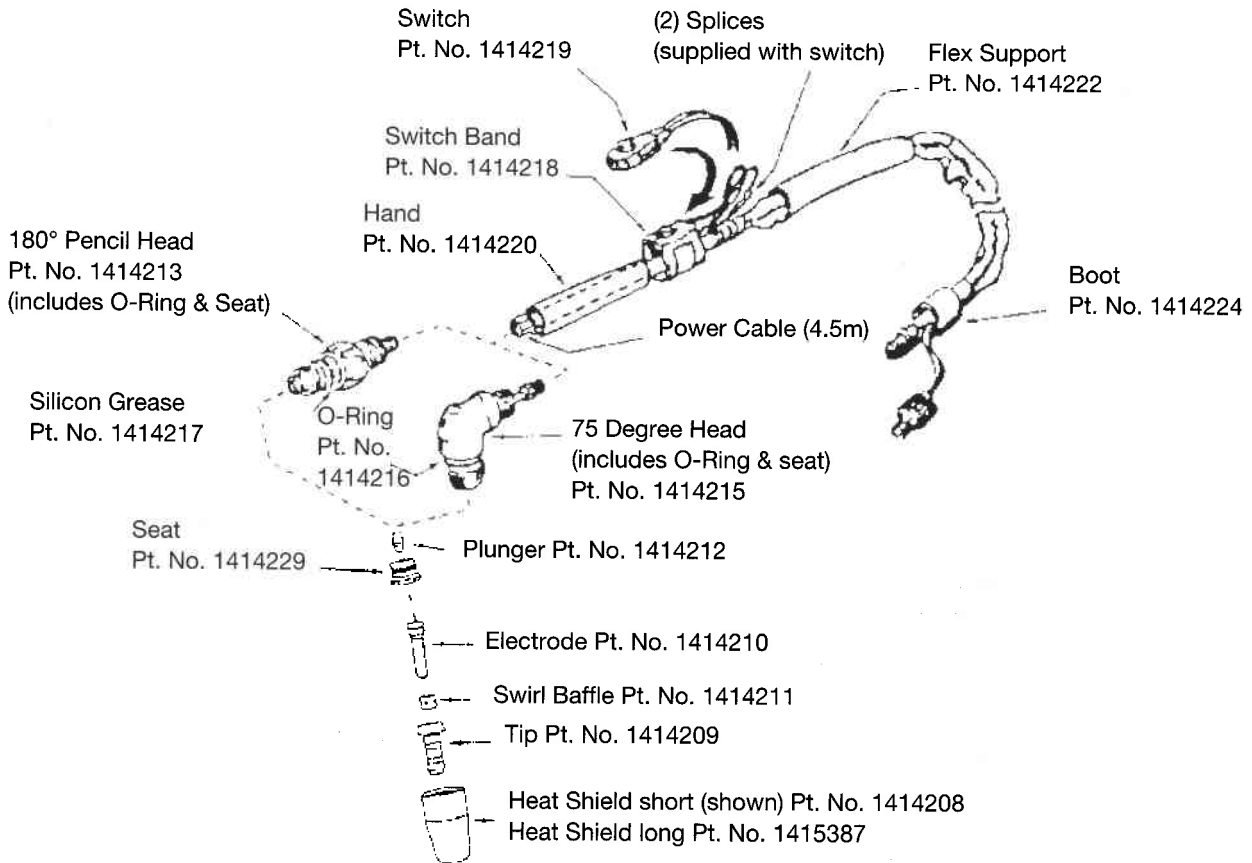 Switch
Pt. No. 1414219
(2) Splices
(supplied with switch)
Flex Support
Pt. No. 1414222
Switch Band
Pt. No. 1414218
Hand
Pt. No. 1414220
180° Pencil Head
Pt. No. 1414213
(includes O-Ring & Seat)
Boot
Pt. No. 1414224
Power Cable (4.5m)
Silicon Grease
Pt. No. 1414217
O-Ring
Pt. No.
1414216
75 Degree Head
(includes O-Ring & seat)
Pt. No. 1414215
Seat
Pt. No. 1414229
Plunger Pt. No. 1414212
Electrode Pt. No. 1414210
Swirl Baffle Pt. No. 1414211
Tip Pt. No. 1414209
Heat Shield short (shown) Pt. No. 1414208
Heat Shield long Pt. No. 1415387